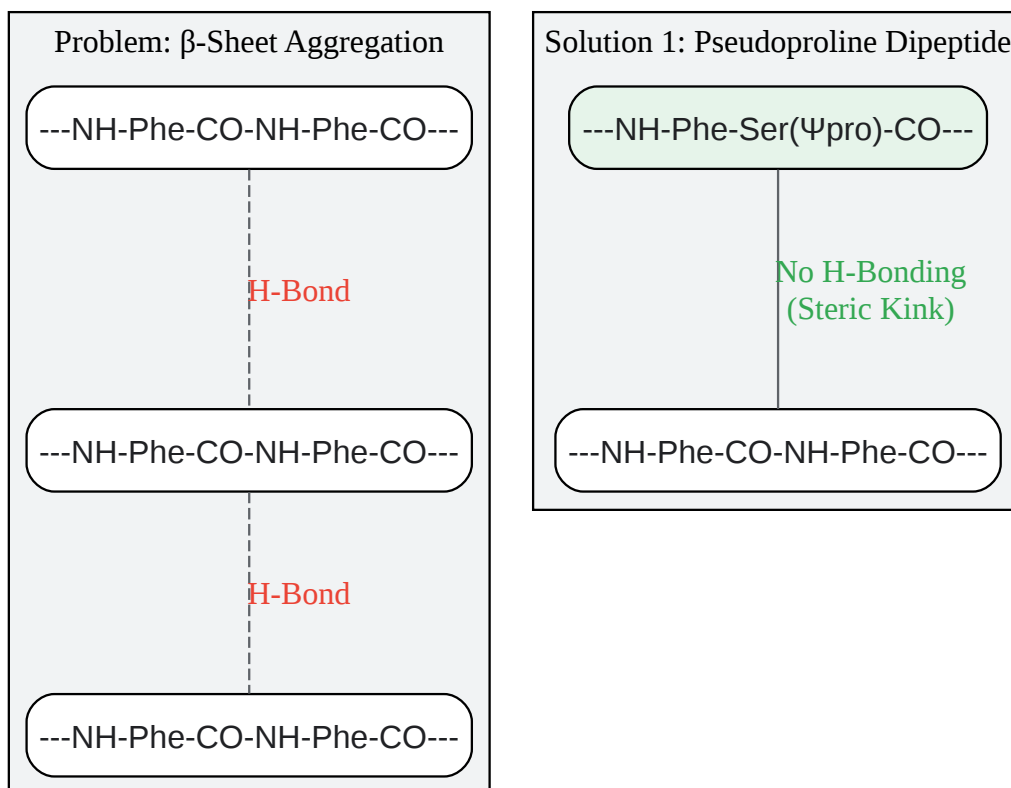 Problem: β-Sheet Aggregation
---NH-Phe-CO-NH-Phe-CO---
H-Bond
---NH-Phe-CO-NH-Phe-CO---
H-Bond
---NH-Phe-CO-NH-Phe-CO---
Solution 1: Pseudoproline Dipeptide
---NH-Phe-Ser(Ψpro)-CO---
No H-Bonding
(Steric Kink)
---NH-Phe-CO-NH-Phe-CO---